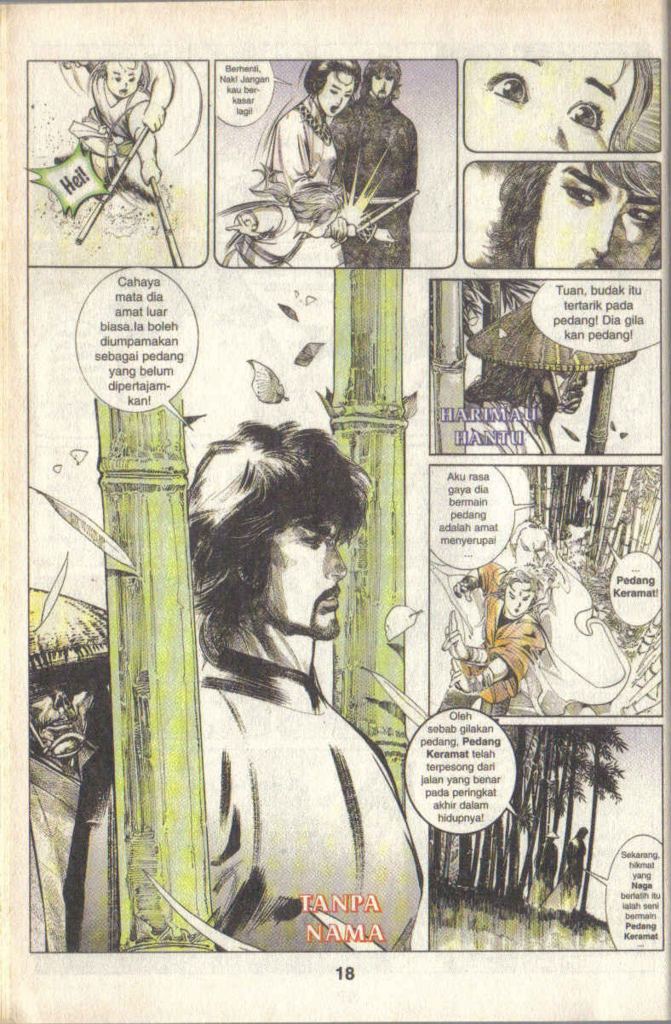 Hei!
Berhenti,
Nak! Jangan
kau ber-
kasar
lagi!
Cahaya
mata dia
amat luar
biasa.Ia boleh
diumpamakan
sebagai pedang
yang belum
dipertajam-
kan!
Tuan, budak itu
tertarik pada
pedang! Dia gila
kan pedang!
HARIMAU
HANTU
Aku rasa
gaya dia
bermain
pedang
adalah amat
menyerupai
...
...
Pedang
Keramat!
TANPA
NAMA
Oleh
sebab gilakan
pedang, Pedang
Keramat telah
terpesong dari
jalan yang benar
pada peringkat
akhir dalam
hidupnya!
Sekarang,
hikmat
yang
Naga
berlatih itu
ialah seni
bermain
Pedang
Keramat
...
18